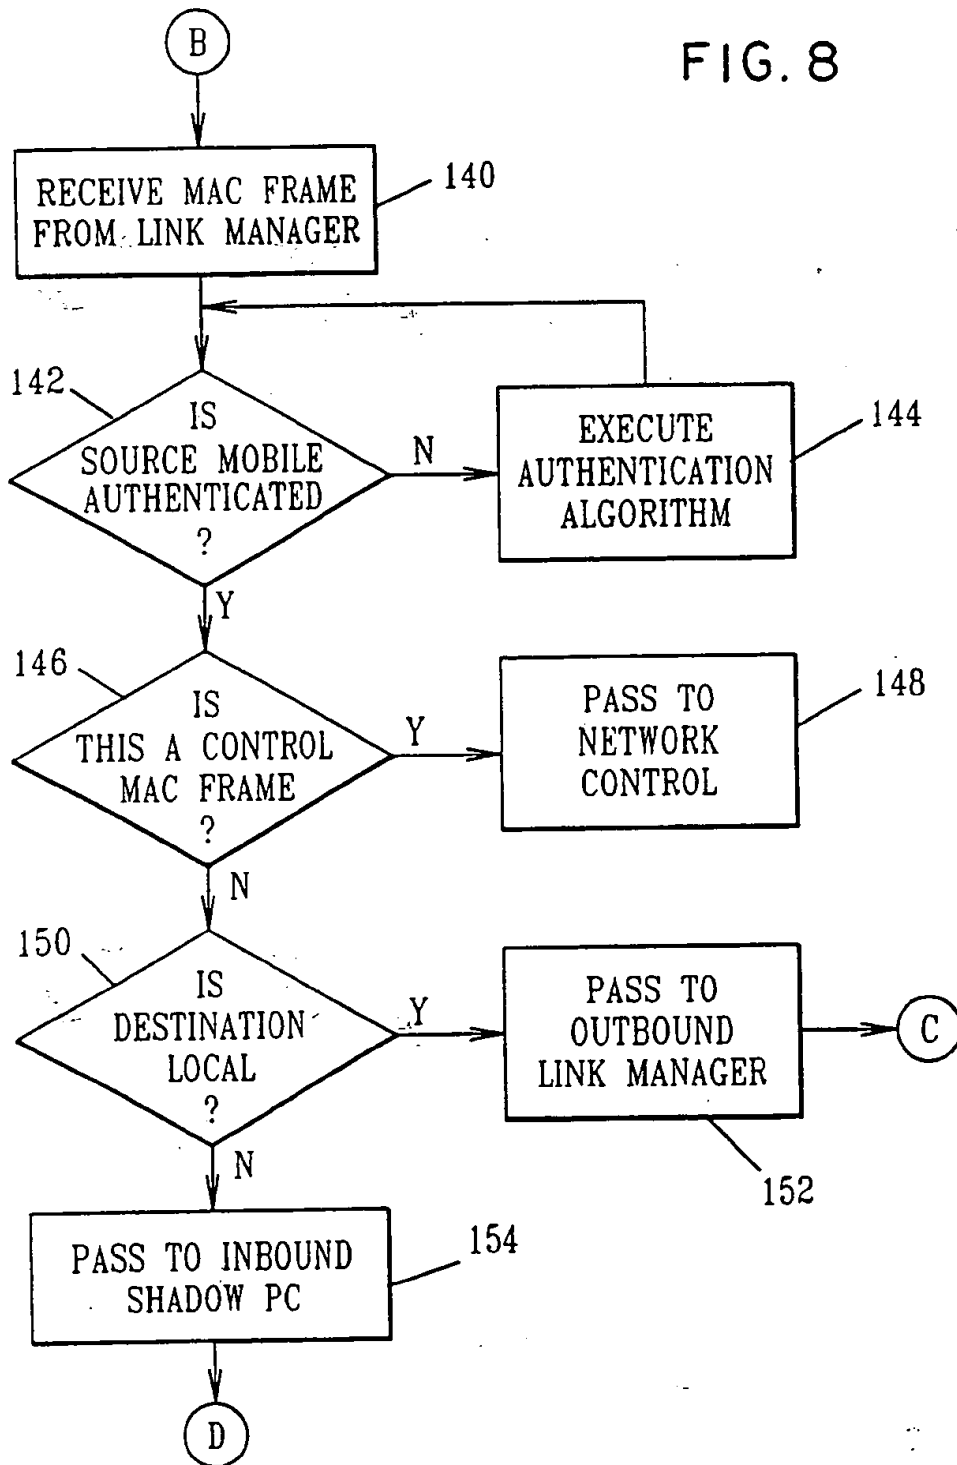 B
FIG. 8
RECEIVE MAC FRAME
FROM LINK MANAGER
140
142
IS
SOURCE MOBILE
AUTHENTICATED
?
N
EXECUTE
AUTHENTICATION
ALGORITHM
144
Y
146
IS
THIS A CONTROL
MAC FRAME
?
Y
PASS TO
NETWORK
CONTROL
148
N
150
IS
DESTINATION
LOCAL
?
Y
PASS TO
OUTBOUND
LINK MANAGER
C
152
N
PASS TO INBOUND
SHADOW PC
154
D